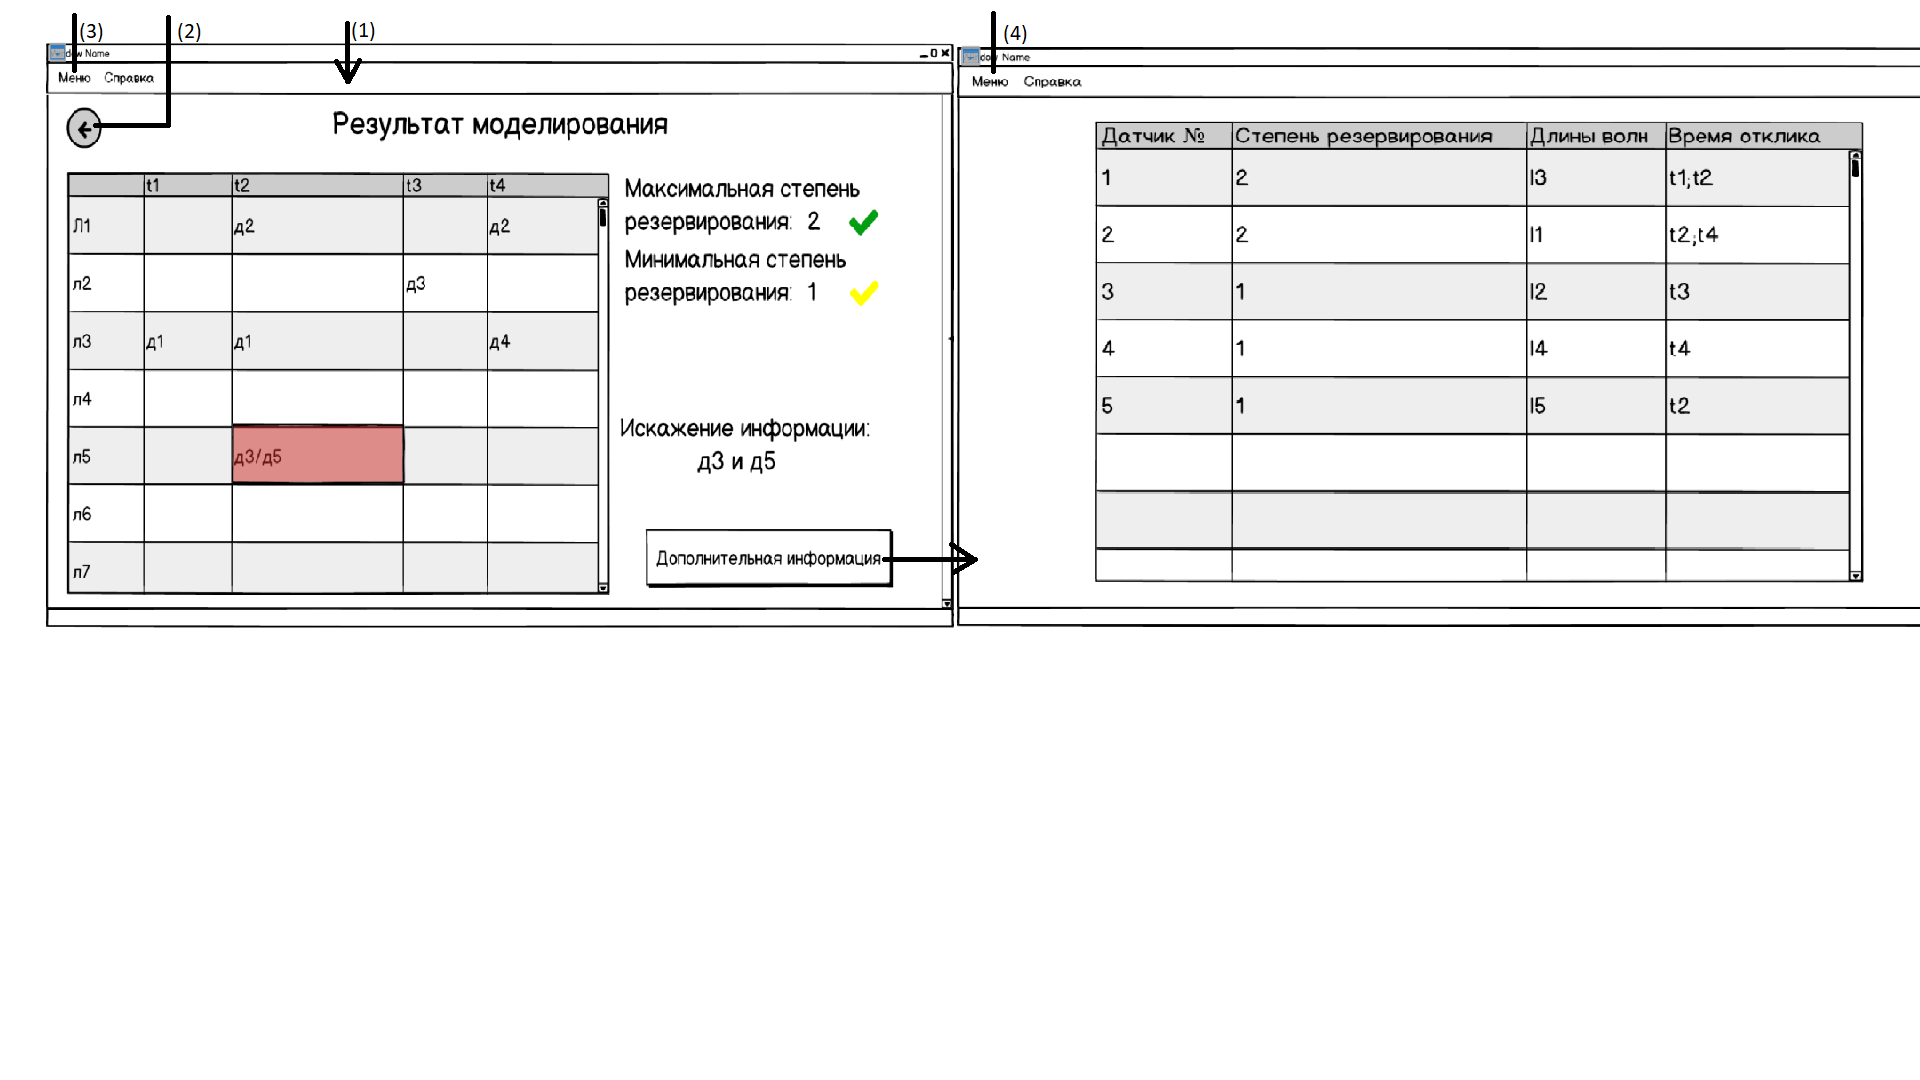 (3)
(2)
(1)
(4)
dow Name
Меню Справка
Результат моделирования
t1 t2 t3 t4
Л1 д2 д2
л2 д3
л3 д1 д1 д4
л4
л5 д3/д5
л6
л7
Максимальная степень
резервирования: 2
Минимальная степень
резервирования: 1
Искажение информации:
д3 и д5
Дополнительная информация
dow Name
Меню Справка
Датчик № Степень резервирования Длины волн Время отклика
1 2 l3 t1;t2
2 2 l1 t2;t4
3 1 l2 t3
4 1 l4 t4
5 1 l5 t2